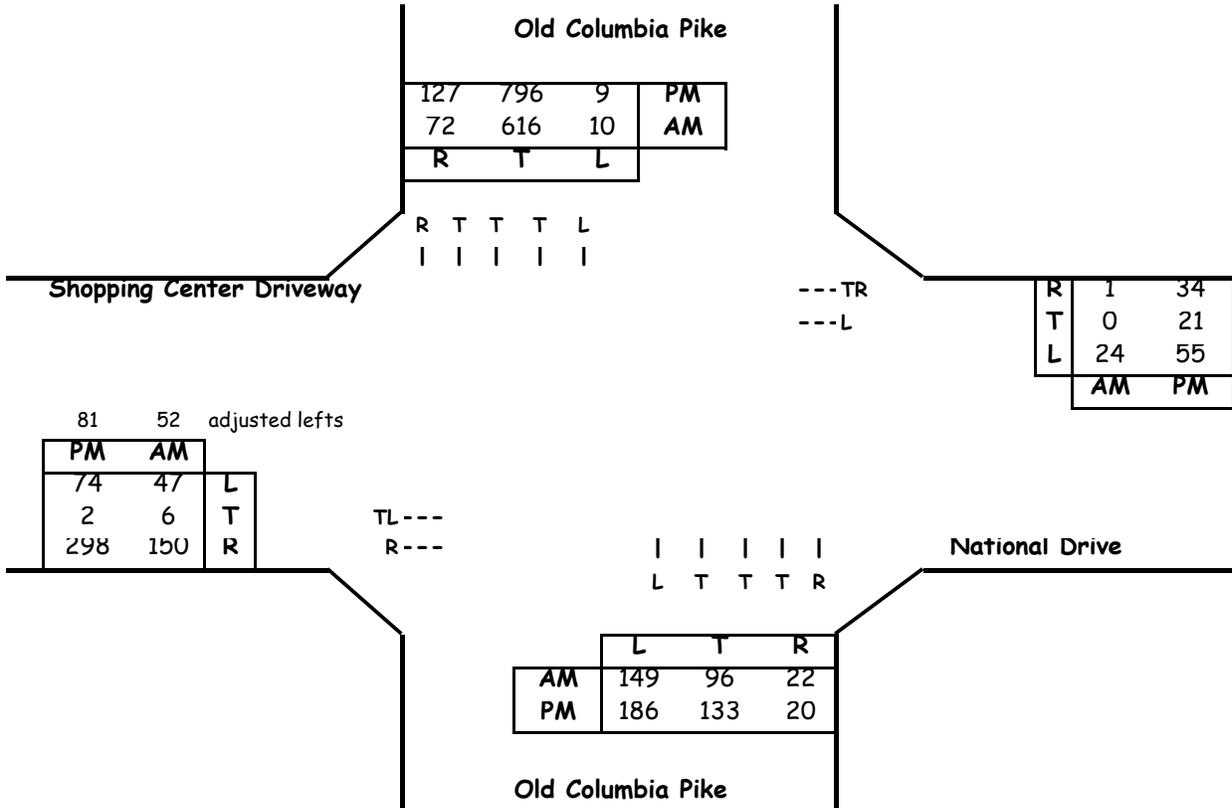 Old Columbia Pike
127 796 9 PM
72 616 10 AM
R T L
R T T T L
Shopping Center Driveway
---TR
---L
R 1 34
T 0 21
L 24 55
AM PM
81 52 adjusted lefts
PM AM
74 47 L
2 6 T
298 150 R
TL---
R---
National Drive
L T T T R
L T R
AM 149 96 22
PM 186 133 20
Old Columbia Pike